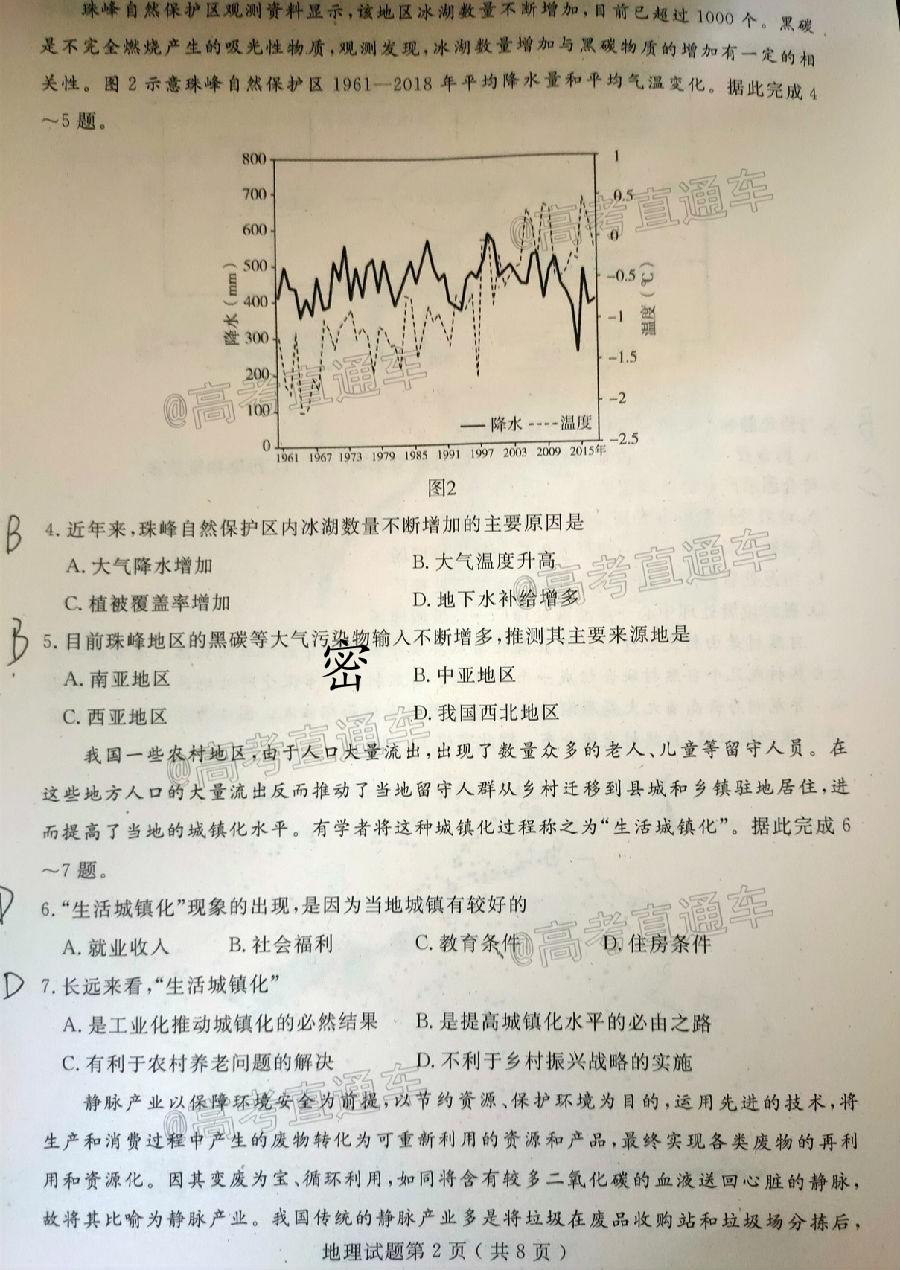 珠峰自然保护区观测资料显示,该地区冰湖数量不断增加,目前已超过1000个。黑碳
是不完全燃烧产生的吸光性物质,观测发现,冰湖数量增加与黑碳物质的增加有一定的相
关性。图2示意珠峰自然保护区1961—2018年平均降水量和平均气温变化。据此完成4
~5题。
800
700
600
500
400
300
200
100
0
降水(mm)
1
0.5
0
-0.5
-1
-1.5
-2
-2.5
温度(℃)
降水 温度
1961 1967 1973 1979 1985 1991 1997 2003 2009 2015年
图2
B 4.近年来,珠峰自然保护区内冰湖数量不断增加的主要原因是
A.大气降水增加 B.大气温度升高
C.植被覆盖率增加 D.地下水补给增多
B 5.目前珠峰地区的黑碳等大气污染物输入不断增多,推测其主要来源地是
密
A.南亚地区 B.中亚地区
C.西亚地区 D.我国西北地区
我国一些农村地区,由于人口大量流出,出现了数量众多的老人、儿童等留守人员。在
这些地方人口的大量流出反而推动了当地留守人群从乡村迁移到县城和乡镇驻地居住,进
而提高了当地的城镇化水平。有学者将这种城镇化过程称之为“生活城镇化”。据此完成6
~7题。
D 6.“生活城镇化”现象的出现,是因为当地城镇有较好的
A.就业收入 B.社会福利 C.教育条件 D.住房条件
D 7.长远来看,“生活城镇化”
A.是工业化推动城镇化的必然结果 B.是提高城镇化水平的必由之路
C.有利于农村养老问题的解决 D.不利于乡村振兴战略的实施
静脉产业以保障环境安全为前提,以节约资源、保护环境为目的,运用先进的技术,将
生产和消费过程中产生的废物转化为可重新利用的资源和产品,最终实现各类废物的再利
用和资源化。因其变废为宝、循环利用,如同将含有较多二氧化碳的血液送回心脏的静脉,
故将其比喻为静脉产业。我国传统的静脉产业多是将垃圾在废品收购站和垃圾场分拣后,
地理试题第2页(共8页)
@高考直通车
@高考直通车
@高考直通车
@高考直通车
@高考直通车
@高考直通车